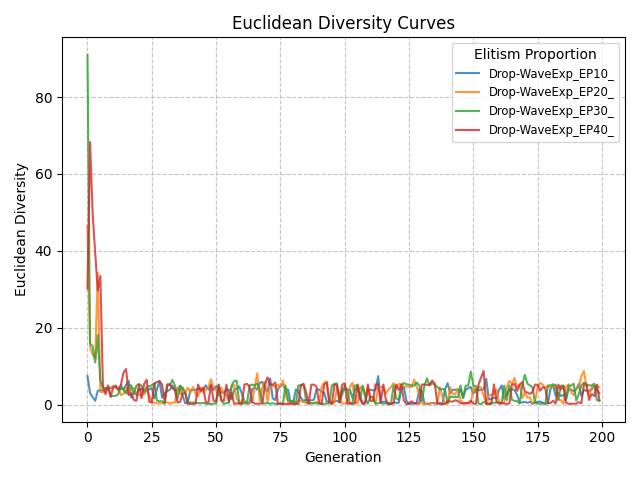 Euclidean Diversity Curves
Elitism Proportion
Drop-WaveExp_EP10_
Drop-WaveExp_EP20_
Drop-WaveExp_EP30_
Drop-WaveExp_EP40_
Euclidean Diversity
80
60
40
20
0
0 25 50 75 100 125 150 175 200
Generation